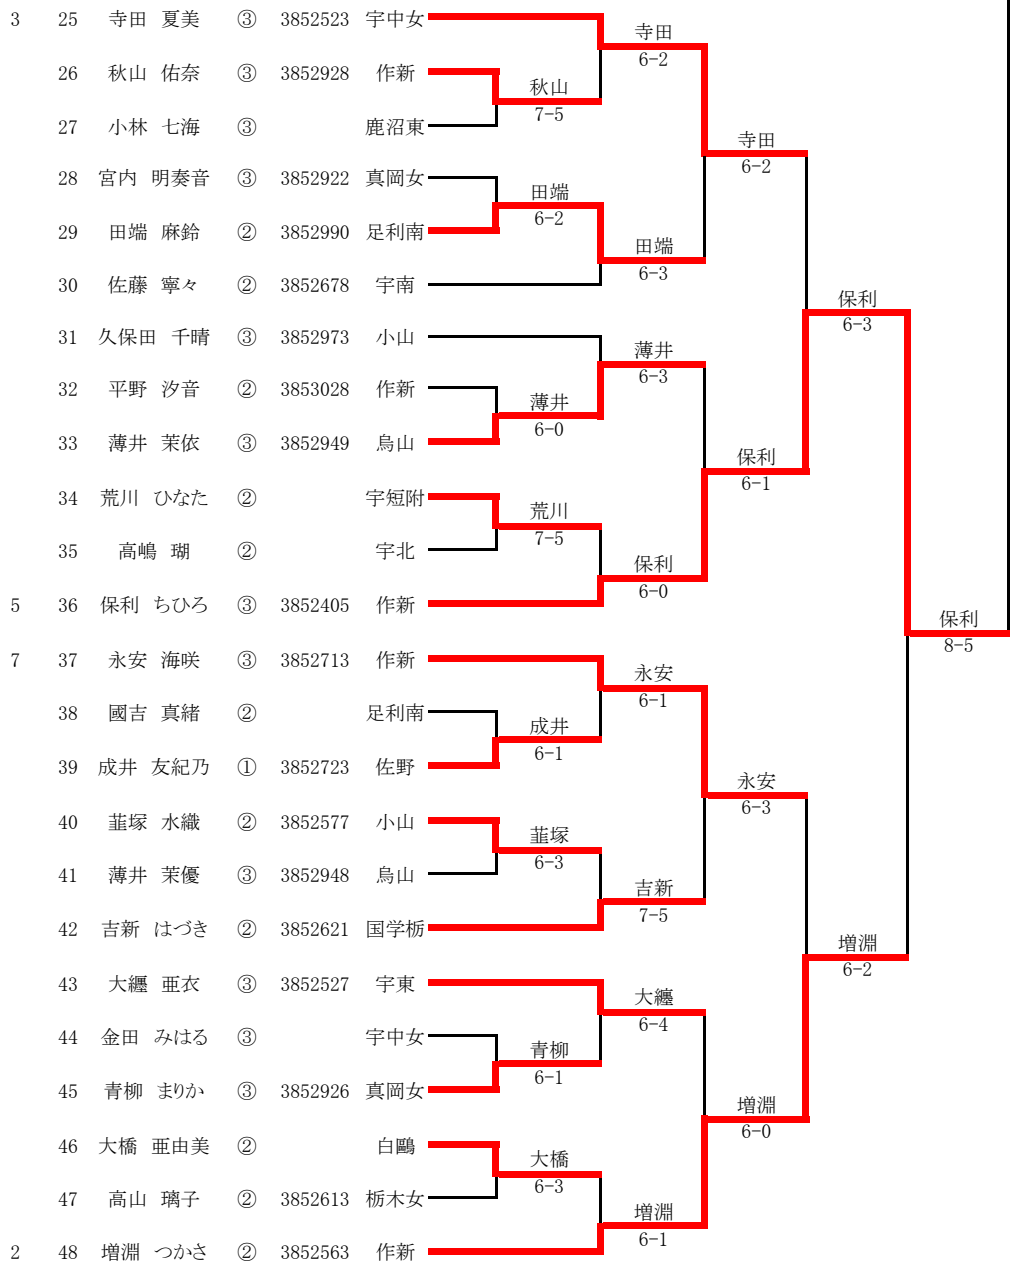 3 25 寺田 夏美 ③ 3852523 宇中女
寺田
6-2
26 秋山 佑奈 ③ 3852928 作新
秋山
7-5
27 小林 七海 ③ 鹿沼東
寺田
6-2
28 宮内 明奏音 ③ 3852922 真岡女
田端
6-2
29 田端 麻鈴 ② 3852990 足利南
田端
6-3
30 佐藤 寧々 ② 3852678 宇南
保利
6-3
31 久保田 千晴 ③ 3852973 小山
薄井
6-3
32 平野 汐音 ② 3853028 作新
薄井
6-0
33 薄井 茉依 ③ 3852949 烏山
保利
6-1
34 荒川 ひなた ② 宇短附
荒川
7-5
35 高嶋 瑚 ② 宇北
保利
6-0
5 36 保利 ちひろ ③ 3852405 作新
保利
8-5
7 37 永安 海咲 ③ 3852713 作新
永安
6-1
38 國吉 真緒 ② 足利南
成井
6-1
39 成井 友紀乃 ① 3852723 佐野
永安
6-3
40 韮塚 水織 ② 3852577 小山
韮塚
6-3
41 薄井 茉優 ③ 3852948 烏山
吉新
7-5
42 吉新 はづき ② 3852621 国学栃
増淵
6-2
43 大纒 亜衣 ③ 3852527 宇東
大纒
6-4
44 金田 みはる ③ 宇中女
青柳
6-1
45 青柳 まりか ③ 3852926 真岡女
増淵
6-0
46 大橋 亜由美 ② 白鷗
大橋
6-3
47 高山 璃子 ② 3852613 栃木女
増淵
6-1
2 48 増淵 つかさ ② 3852563 作新